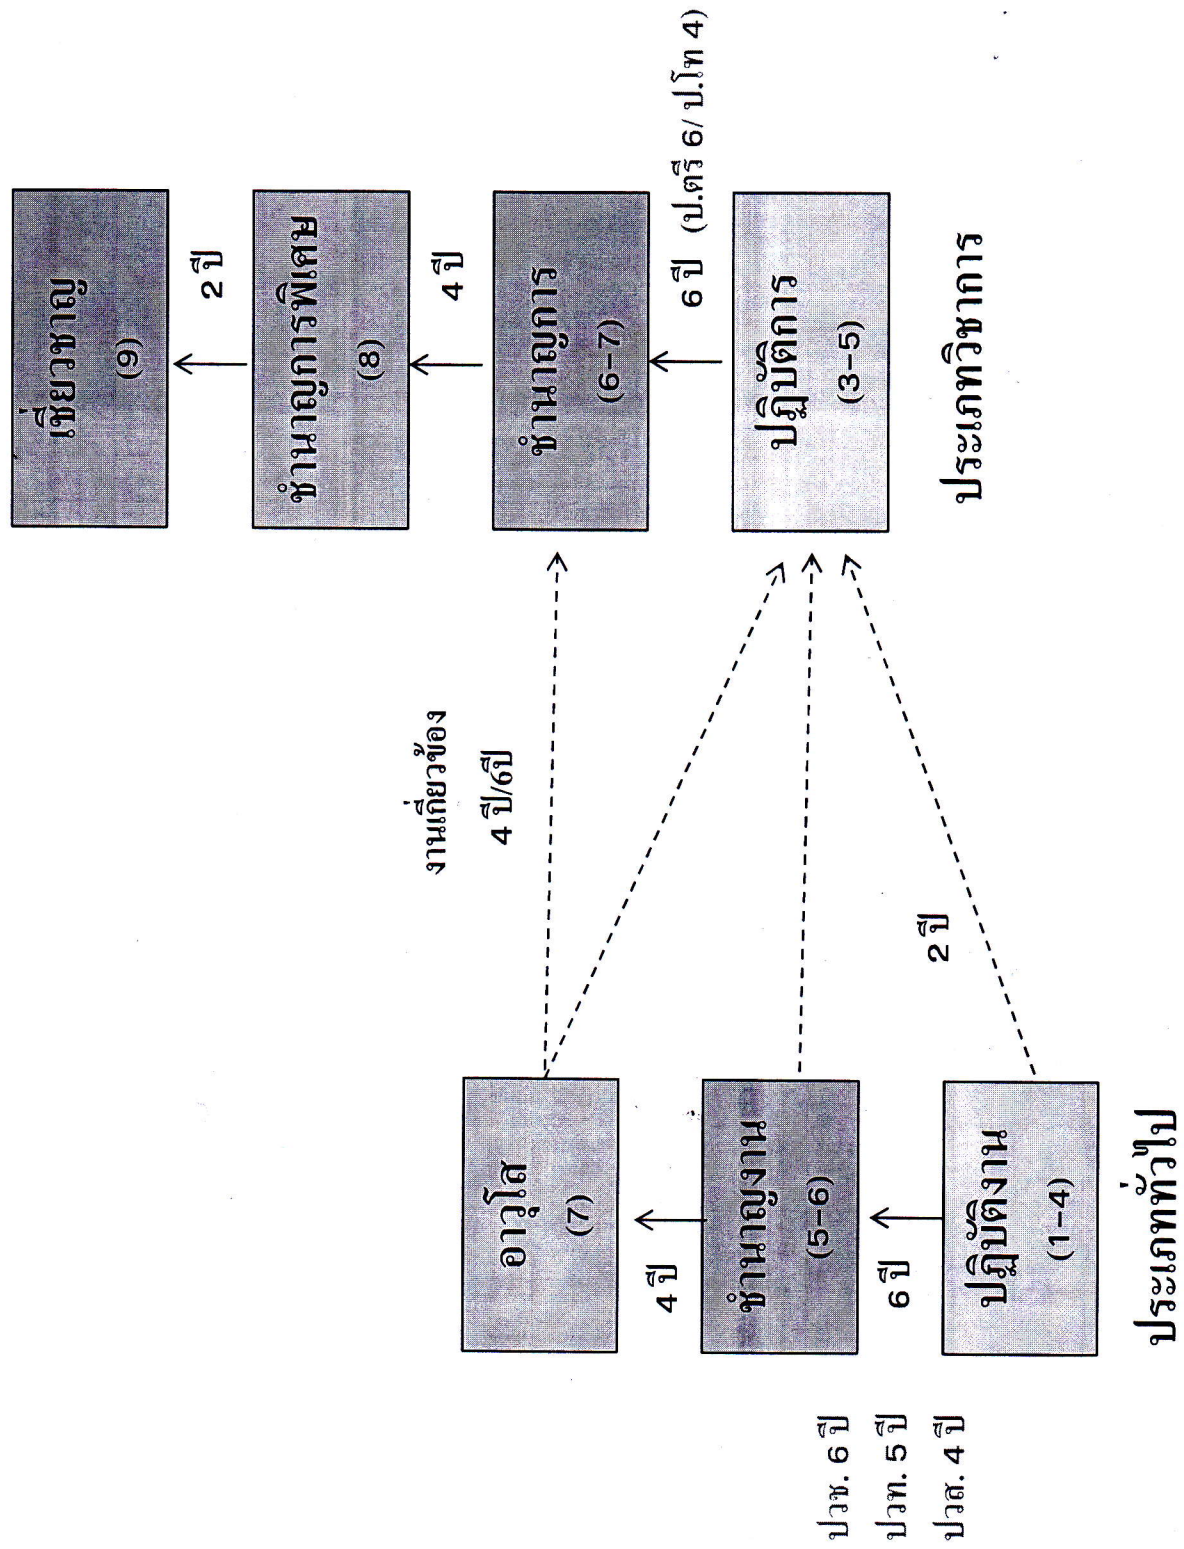 เชี่ยวชาญ
(9)
2 ปี
ชำนาญการพิเศษ
(8)
4 ปี
ชำนาญการ
(6-7)
6 ปี (ป.ตรี 6/ ป.โท 4)
ปฏิบัติการ
(3-5)
ประเภทวิชาการ
งานเกี่ยวข้อง
4 ปี/6ปี
2 ปี
อาวุโส
(7)
4 ปี
ชำนาญงาน
(5-6)
6 ปี
ปฏิบัติงาน
(1-4)
ประเภททั่วไป
ปวช. 6 ปี
ปวท. 5 ปี
ปวส. 4 ปี